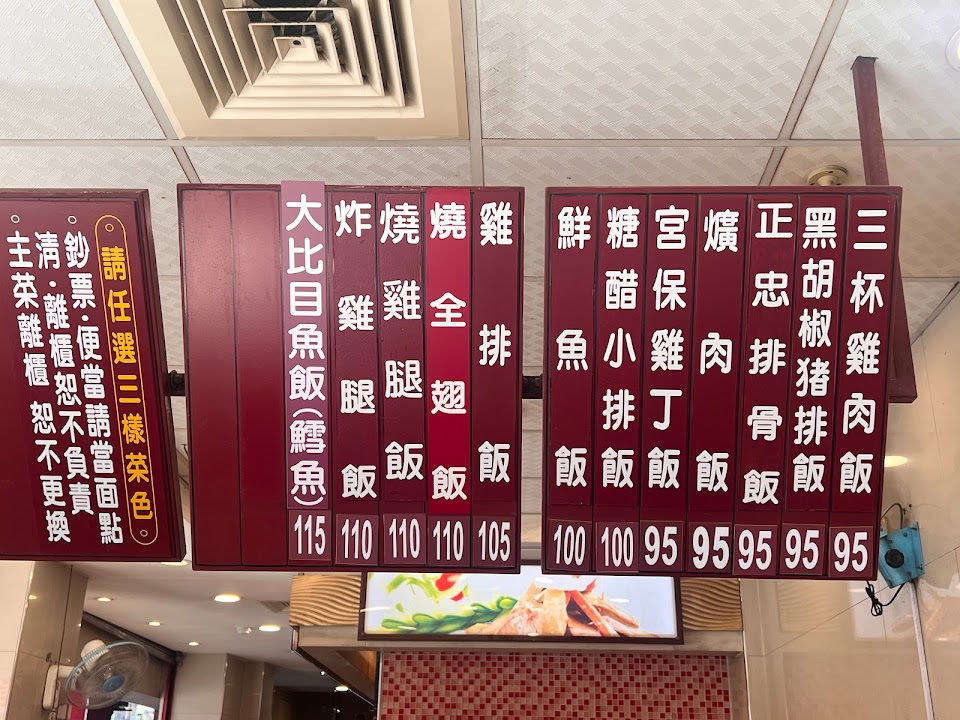 三杯雞肉飯 95
黑胡椒豬排飯 95
正忠排骨飯 95
爌肉飯 95
宮保雞丁飯 95
糖醋小排飯 100
鮮魚飯 100
雞排飯 105
燒全翅飯 110
燒雞腿飯 110
炸雞腿飯 110
大比目魚飯(鱈魚) 115
◦請任選三樣菜色◦
◦鈔票·便當請當面點
清·離櫃恕不負責
◦主菜離櫃 恕不更換